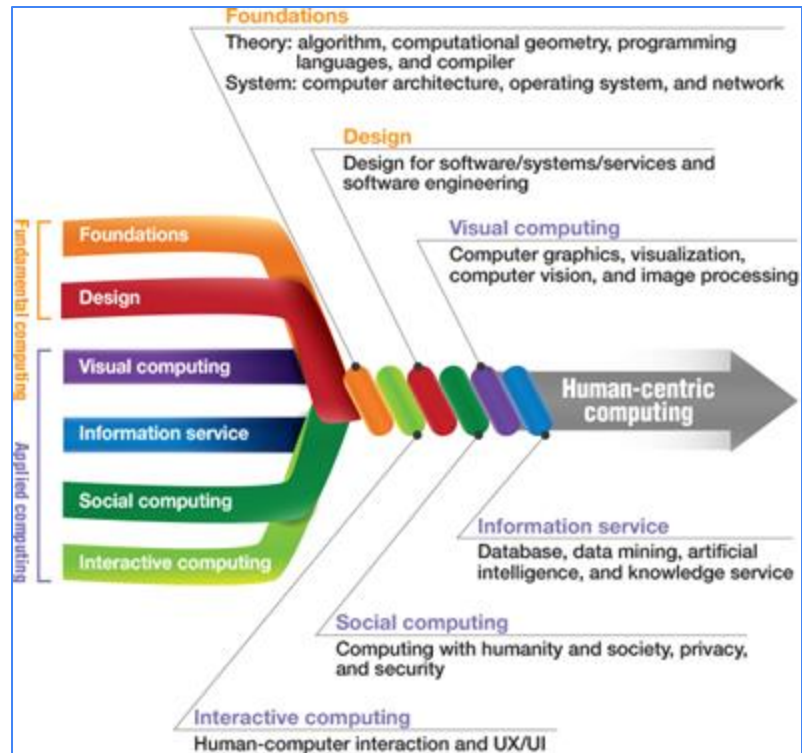 Foundations
Theory: algorithm, computational geometry, programming
languages, and compiler
System: computer architecture, operating system, and network
Design
Design for software/systems/services and
software engineering
Visual computing
Computer graphics, visualization,
computer vision, and image processing
Fundamental computing
Applied computing
Foundations
Design
Visual computing
Information service
Social computing
Interactive computing
Human-centric
computing
Information service
Database, data mining, artificial
intelligence, and knowledge service
Social computing
Computing with humanity and society, privacy,
and security
Interactive computing
Human-computer interaction and UX/UI